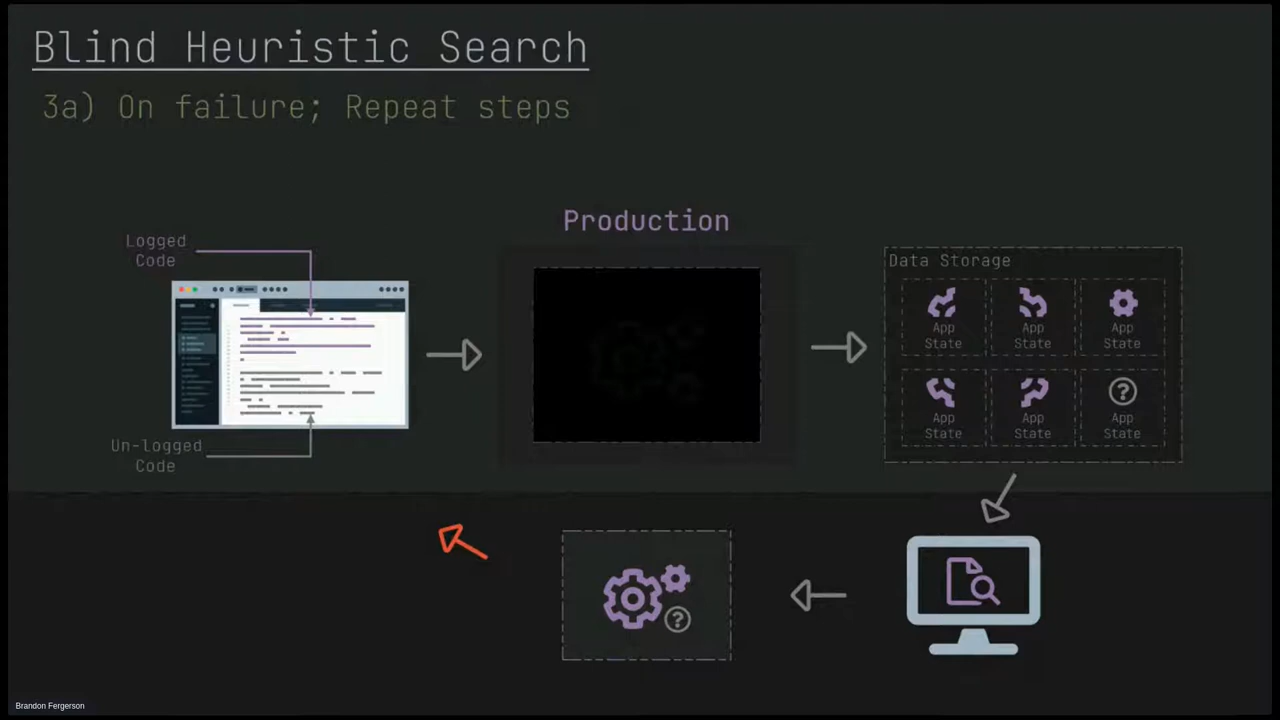 Blind Heuristic Search
3a) On failure; Repeat steps
Production
Logged
Code
Un-logged
Code
Data Storage
App
State
App
State
App
State
?
App
State
App
State
App
State
?
Brandon Fergerson